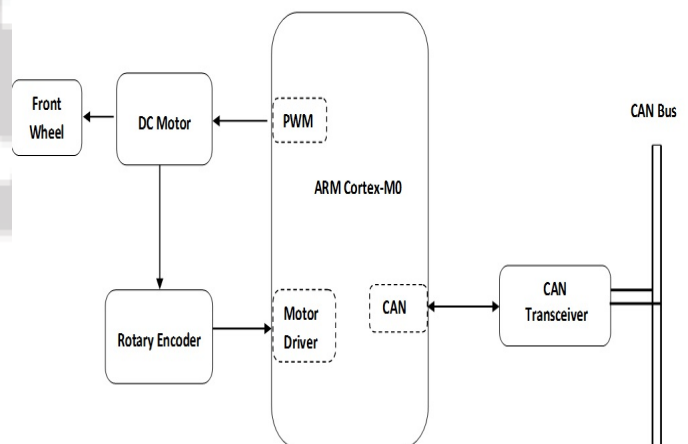 Front
Wheel
DC Motor
PWM
CAN Bus
ARM Cortex-M0
Rotary Encoder
Motor
Driver
CAN
CAN
Transceiver